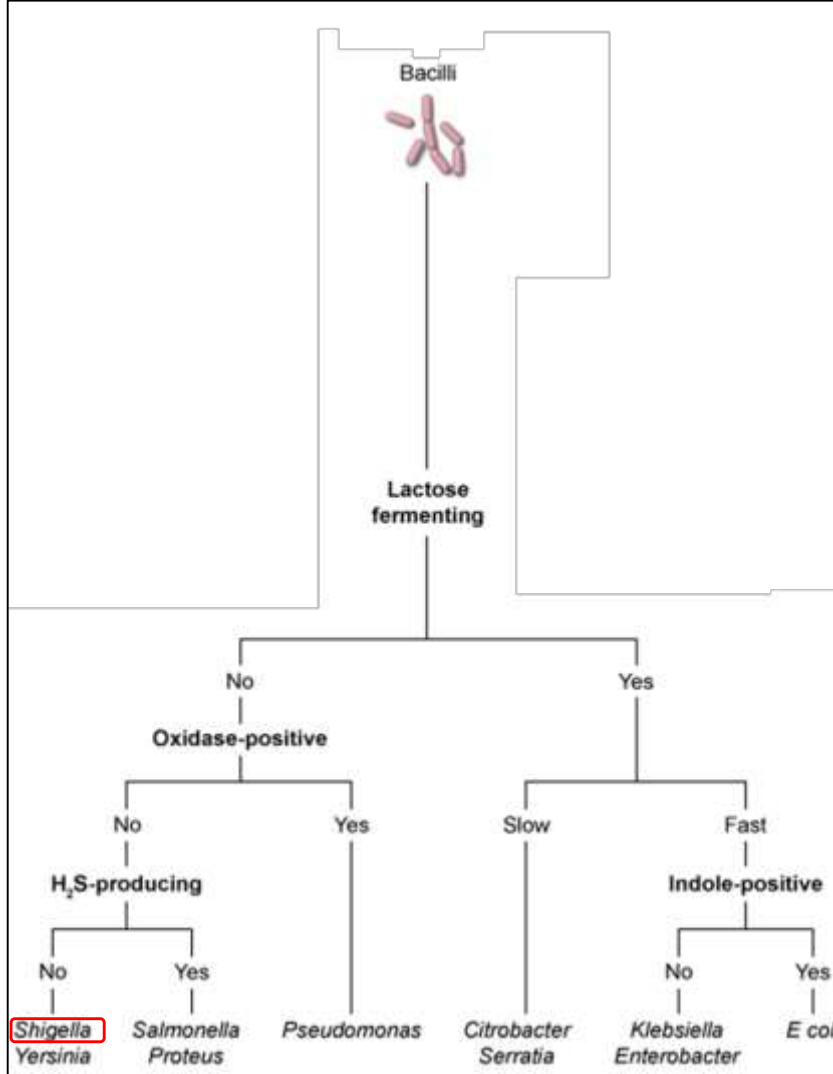 Bacilli
Lactose
fermenting
No
Yes
Oxidase-positive
No
Yes
Slow
Fast
H₂S-producing
Indole-positive
No
Yes
No
Yes
Shigella
Yersinia
Salmonella
Proteus
Pseudomonas
Citrobacter
Serratia
Klebsiella
Enterobacter
E col